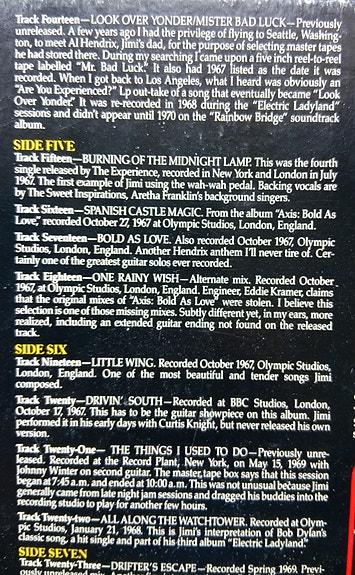 Track Fourteen—LOOK OVER YONDER/MISTER BAD LUCK—Previously
unreleased. A few years ago I had the privilege of flying to Seattle, Washing-
ton, to meet Al Hendrix, Jimi's dad, for the purpose of selecting master tapes
he had stored there. During my searching I came upon a five inch reel-to-reel
tape labelled "Mr. Bad Luck." It also had 1967 listed as the date it was
recorded. When I got back to Los Angeles, what I heard was obviously an
"Are You Experienced?" Lp out-take of a song that eventually became "Look
Over Yonder." It was re-recorded in 1968 during the "Electric Ladyland"
sessions and didn't appear until 1970 on the "Rainbow Bridge" soundtrack
album.
SIDE FIVE
Track Fifteen—BURNING OF THE MIDNIGHT LAMP. This was the fourth
single released by The Experience, recorded in New York and London in July
1967. The first example of Jimi using the wah-wah pedal. Backing vocals are
by The Sweet Inspirations, Aretha Franklin's background singers.
Track Sixteen—SPANISH CASTLE MAGIC. From the album "Axis: Bold As
Love," recorded October 27, 1967 at Olympic Studios, London, England.
Track Seventeen—BOLD AS LOVE. Also recorded October 1967, Olympic
Studios, London, England. Another Hendrix anthem I'll never tire of. Cer-
tainly one of the greatest guitar solos ever recorded.
Track Eighteen—ONE RAINY WISH—Alternate mix. Recorded October
1967, at Olympic Studios, London, England. Engineer, Eddie Kramer, claims
that the original mixes of "Axis: Bold As Love" were stolen. I believe this
selection is one of those missing mixes. Subtly different yet, in my ears, more
realized, including an extended guitar ending not found on the released
track.
SIDE SIX
Track Nineteen—LITTLE WING. Recorded October 1967, Olympic Studios,
London, England. One of the most beautiful and tender songs Jimi
composed.
Track Twenty—DRIVIN' SOUTH—Recorded at BBC Studios, London,
October 17, 1967. This has to be the guitar showpiece on this album. Jimi
performed it in his early days with Curtis Knight, but never released his own
version.
Track Twenty-One— THE THINGS I USED TO DO—Previously unre-
leased. Recorded at the Record Plant, New York, on May 15, 1969 with
Johnny Winter on second guitar. The master tape box says that this session
began at 7:45 a.m. and ended at 10:00 a.m. This was not unusual because Jimi
generally came from late night jam sessions and dragged his buddies into the
recording studio to play for another few hours.
Track Twenty-two—ALL ALONG THE WATCHTOWER. Recorded at Olym-
pic Studios, January 21, 1968. This is Jimi's interpretation of Bob Dylan's
classic song, a hit single and part of his third album "Electric Ladyland."
SIDE SEVEN
Track Twenty-Three—DRIFTER'S ESCAPE—Recorded Spring 1969. Previ-